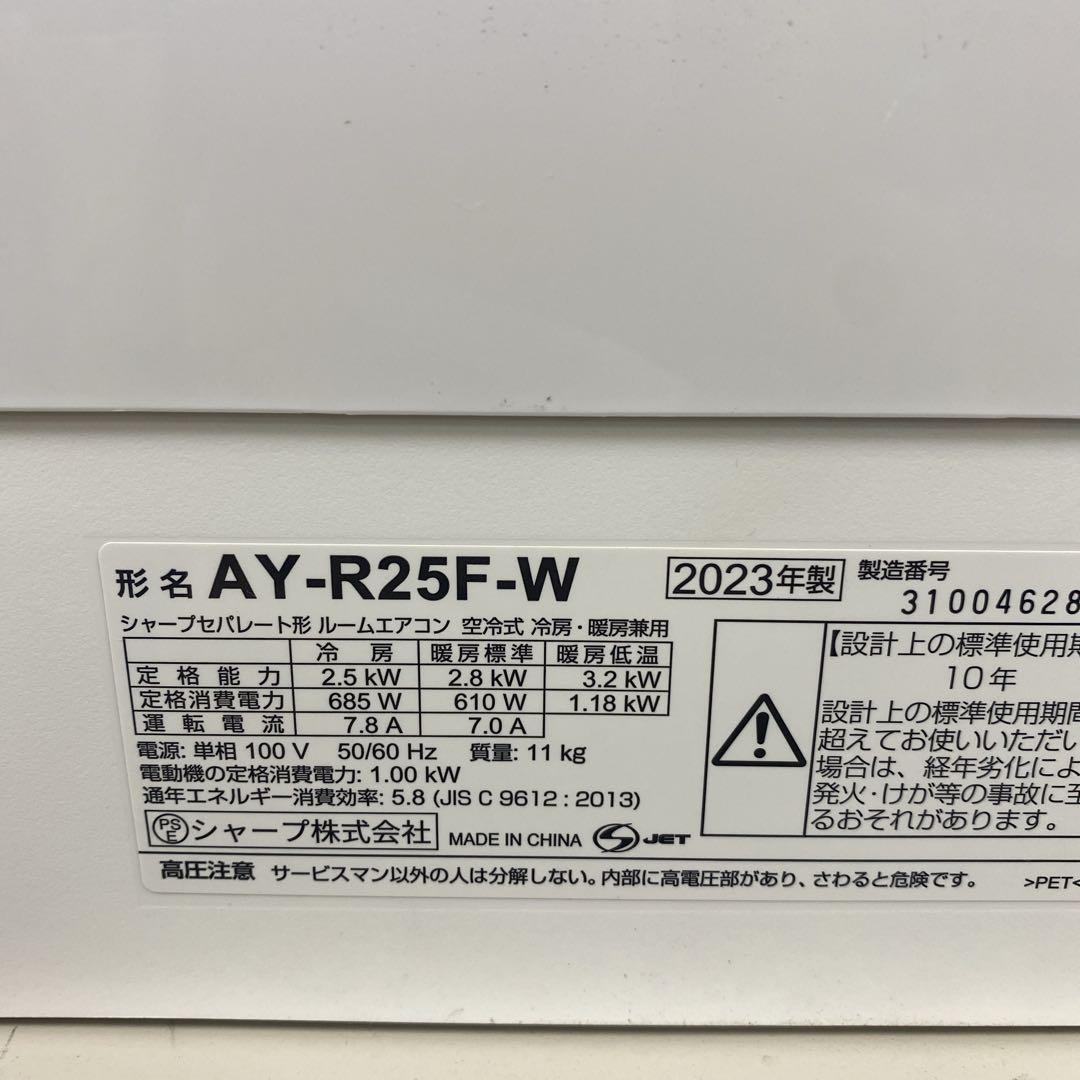 形名 AY-R25F-W 2023年製 製造番号
31004628
シャープセパレート形 ルームエアコン 空冷式 冷房・暖房兼用
冷房 暖房標準 暖房低温
定格能力 2.5 kW 2.8 kW 3.2 kW
定格消費電力 685 W 610 W 1.18 kW
運転電流 7.8 A 7.0 A
電源: 単相 100 V 50/60 Hz 質量: 11 kg
電動機の定格消費電力: 1.00 kW
通年エネルギー消費効率: 5.8 (JIS C 9612 : 2013)
PSE シャープ株式会社 MADE IN CHINA JET
【設計上の標準使用期
10年
設計上の標準使用期間
超えてお使いいただい
場合は、経年劣化によ
発火・けが等の事故に至
るおそれがあります。
高圧注意 サービスマン以外の人は分解しない。内部に高電圧部があり、さわると危険です。 >PET<